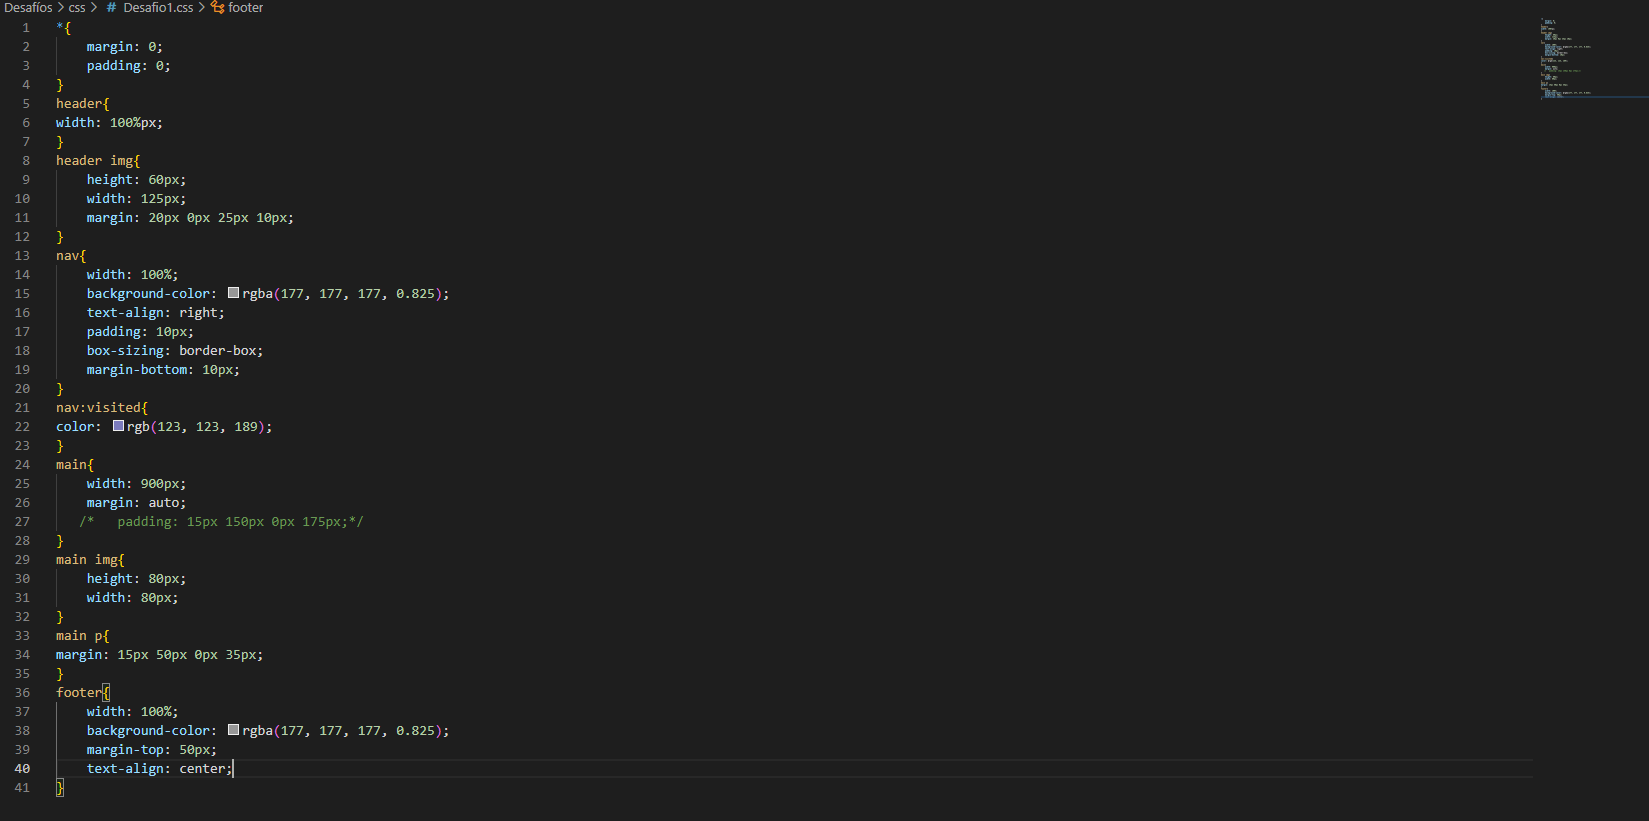 Desafíos > css > # Desafio1.css > footer
1 *{
2 margin: 0;
3 padding: 0;
4 }
5 header{
6 width: 100%px;
7 }
8 header img{
9 height: 60px;
10 width: 125px;
11 margin: 20px 0px 25px 10px;
12 }
13 nav{
14 width: 100%;
15 background-color: rgba(177, 177, 177, 0.825);
16 text-align: right;
17 padding: 10px;
18 box-sizing: border-box;
19 margin-bottom: 10px;
20 }
21 nav:visited{
22 color: rgb(123, 123, 189);
23 }
24 main{
25 width: 900px;
26 margin: auto;
27 /* padding: 15px 150px 0px 175px;*/
28 }
29 main img{
30 height: 80px;
31 width: 80px;
32 }
33 main p{
34 margin: 15px 50px 0px 35px;
35 }
36 footer{
37 width: 100%;
38 background-color: rgba(177, 177, 177, 0.825);
39 margin-top: 50px;
40 text-align: center;
41 }